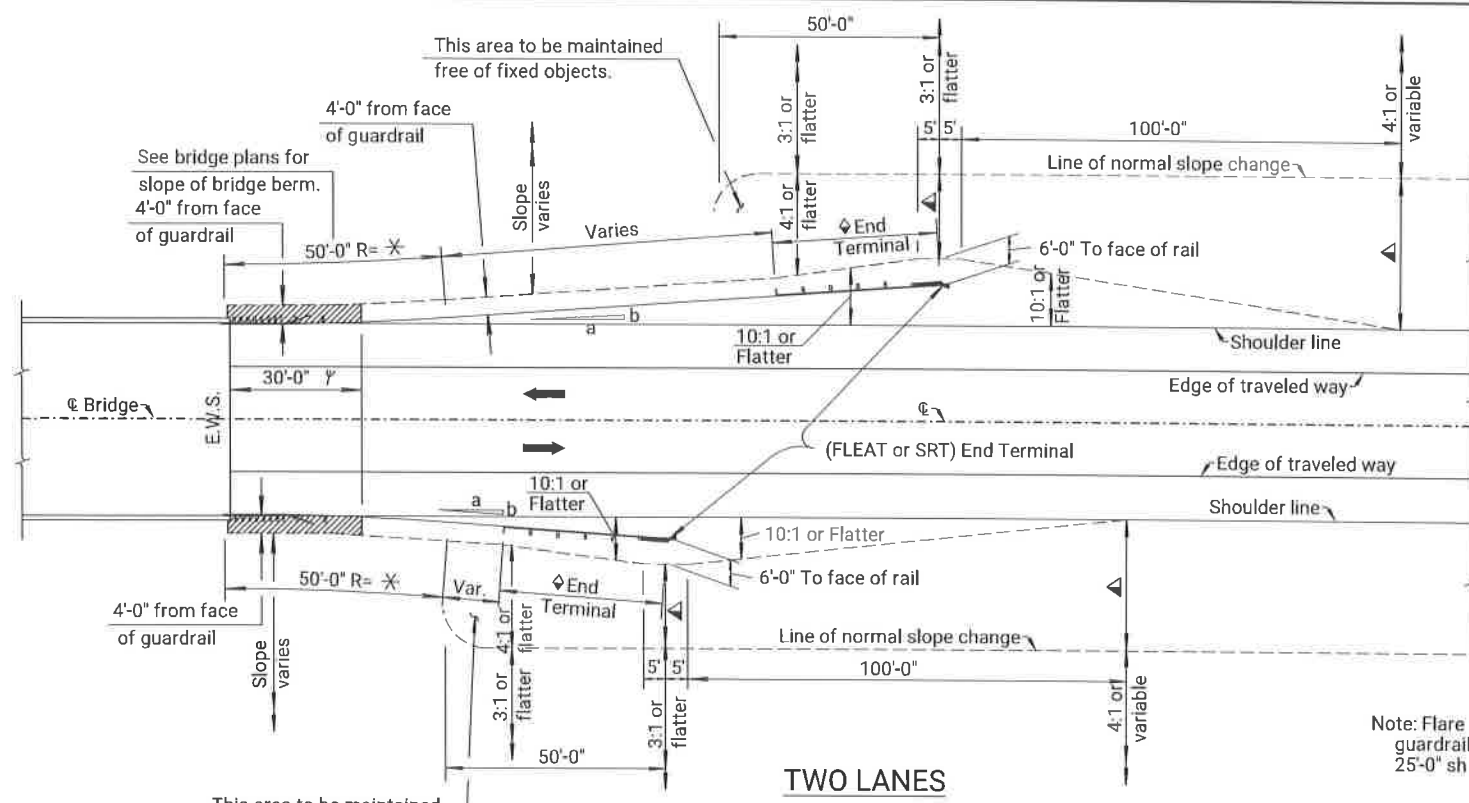 50'-0"
This area to be maintained
free of fixed objects.
3:1 or
flatter
3:1 or
flatter
4:1 or
variable
4'-0" from face
of guardrail
5' 5'
100'-0"
See bridge plans for
slope of bridge berm.
Line of normal slope change
4'-0" from face
of guardrail
Slope
varies
4:1 or
flatter
50'-0" R=
Varies
End
Terminal
6'-0" To face of rail
10:1 or
Flatter
b
a
10:1 or
Flatter
Shoulder line
30'-0"
Edge of traveled way
℄ Bridge
E.W.S.
℄
(FLEAT or SRT) End Terminal
Edge of traveled way
10:1 or
Flatter
a
b
Shoulder line
10:1 or Flatter
50'-0" R=
Var.
End
Terminal
6'-0" To face of rail
4'-0" from face
of guardrail
4:1 or
flatter
Line of normal slope change
Slope
varies
5' 5'
100'-0"
3:1 or
flatter
3:1 or
flatter
4:1 or
variable
50'-0"
Note: Flare
guardrail
25'-0" sh
TWO LANES
This area to be maintained